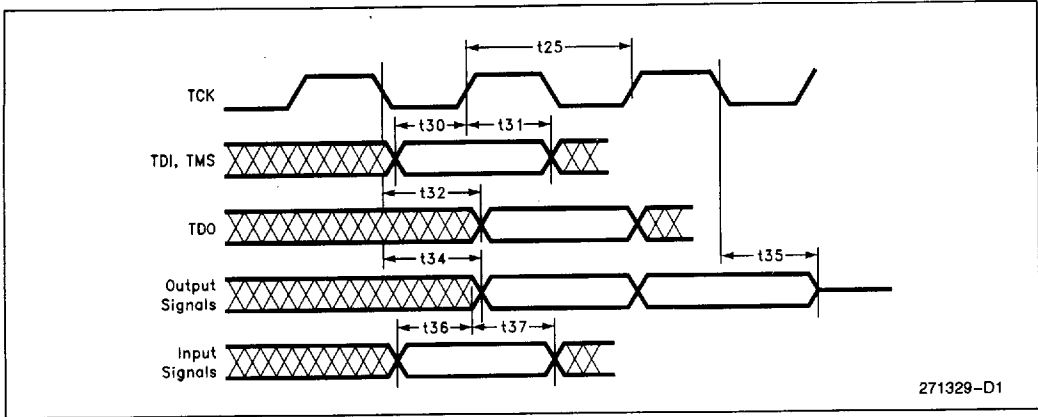 t25
TCK
t30
t31
TDI, TMS
t32
TDO
t34
t35
Output
Signals
t36
t37
Input
Signals
271329-D1